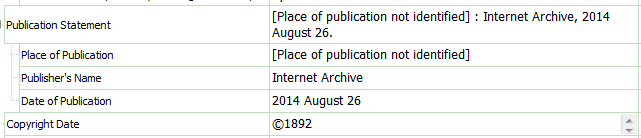 Publication Statement
[Place of publication not identified] : Internet Archive, 2014
August 26.
Place of Publication
[Place of publication not identified]
Publisher's Name
Internet Archive
Date of Publication
2014 August 26
Copyright Date
©1892